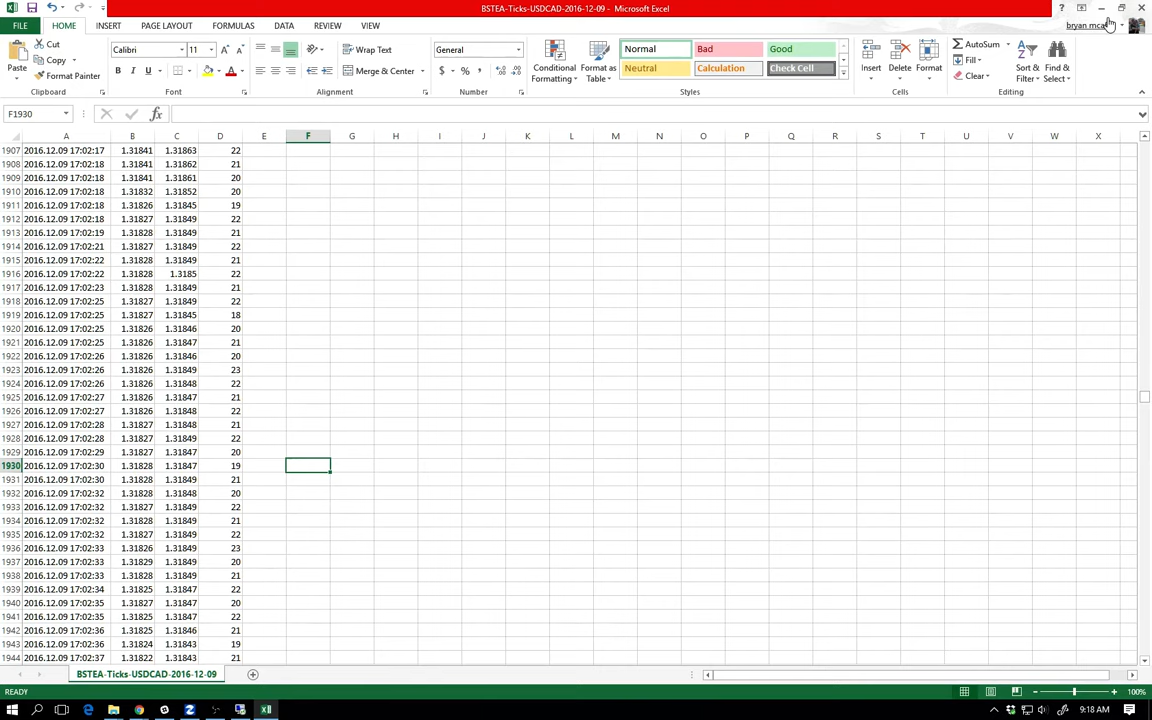 BSTEA-Ticks-USDCAD-2016-12-09 - Microsoft Excel
FILE HOME INSERT PAGE LAYOUT FORMULAS DATA REVIEW VIEW
Paste Cut Copy Format Painter
Calibri 11
Wrap Text
Merge & Center
General
Conditional Formatting
Format as Table
Normal Bad Good
Neutral Calculation Check Cell
Insert Delete Format
AutoSum Fill Clear
Sort & Filter
Find & Select
Clipboard Font Alignment Number Styles Cells Editing
F1930 fx
A B C D E F G H I J K L M N O P Q R S T U V W X
1907 2016.12.09 17:02:17 1.31841 1.31863 22
1908 2016.12.09 17:02:18 1.31841 1.31862 21
1909 2016.12.09 17:02:18 1.31841 1.31861 20
1910 2016.12.09 17:02:18 1.31832 1.31852 20
1911 2016.12.09 17:02:18 1.31826 1.31845 19
1912 2016.12.09 17:02:18 1.31827 1.31849 22
1913 2016.12.09 17:02:19 1.31828 1.31849 21
1914 2016.12.09 17:02:21 1.31827 1.31849 22
1915 2016.12.09 17:02:22 1.31828 1.31849 21
1916 2016.12.09 17:02:22 1.31828 1.3185 22
1917 2016.12.09 17:02:23 1.31828 1.31849 21
1918 2016.12.09 17:02:25 1.31827 1.31849 22
1919 2016.12.09 17:02:25 1.31827 1.31845 18
1920 2016.12.09 17:02:25 1.31826 1.31846 20
1921 2016.12.09 17:02:25 1.31826 1.31847 21
1922 2016.12.09 17:02:26 1.31826 1.31846 20
1923 2016.12.09 17:02:26 1.31826 1.31849 23
1924 2016.12.09 17:02:26 1.31826 1.31848 22
1925 2016.12.09 17:02:27 1.31826 1.31847 21
1926 2016.12.09 17:02:27 1.31826 1.31848 22
1927 2016.12.09 17:02:28 1.31827 1.31848 21
1928 2016.12.09 17:02:28 1.31827 1.31849 22
1929 2016.12.09 17:02:29 1.31827 1.31847 20
1930 2016.12.09 17:02:30 1.31828 1.31847 19
1931 2016.12.09 17:02:30 1.31828 1.31849 21
1932 2016.12.09 17:02:32 1.31828 1.31848 20
1933 2016.12.09 17:02:32 1.31827 1.31849 22
1934 2016.12.09 17:02:32 1.31828 1.31849 21
1935 2016.12.09 17:02:32 1.31827 1.31849 22
1936 2016.12.09 17:02:33 1.31826 1.31849 23
1937 2016.12.09 17:02:33 1.31829 1.31849 20
1938 2016.12.09 17:02:33 1.31828 1.31849 21
1939 2016.12.09 17:02:34 1.31825 1.31847 22
1940 2016.12.09 17:02:35 1.31827 1.31847 20
1941 2016.12.09 17:02:35 1.31825 1.31847 22
1942 2016.12.09 17:02:36 1.31825 1.31846 21
1943 2016.12.09 17:02:36 1.31824 1.31843 19
1944 2016.12.09 17:02:37 1.31822 1.31843 21
BSTEA-Ticks-USDCAD-2016-12-09
READY 100%
9:18 AM